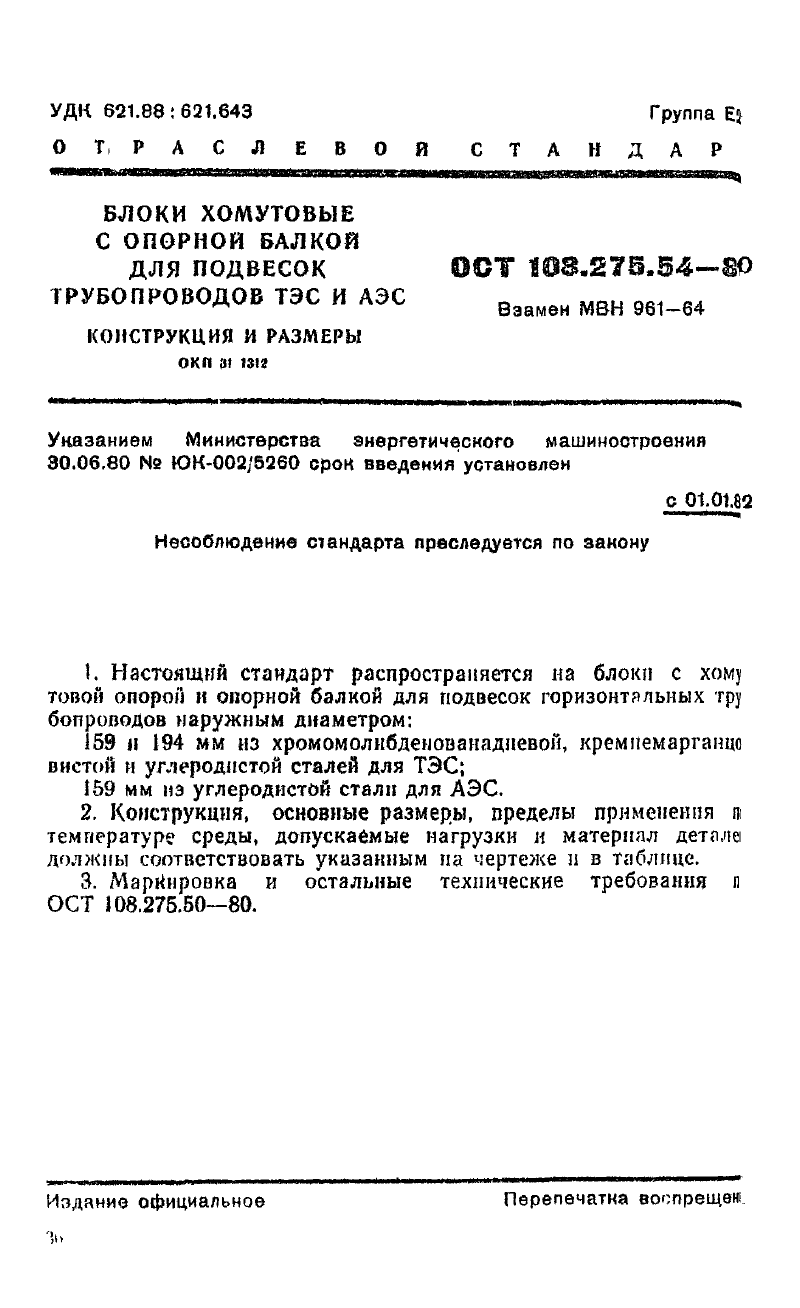 УДК 621.88 : 621.643
Группа
О Т Р А С Л Е В О Й С Т А Н Д А Р
БЛОКИ ХОМУТОВЫЕ
С ОПОРНОЙ БАЛКОЙ
ДЛЯ ПОДВЕСОК
ТРУБОПРОВОДОВ ТЭС И АЭС
КОНСТРУКЦИЯ И РАЗМЕРЫ
ОКП 31 1312
ОСТ 108.275.54—80
Взамен МВН 961—64
Указанием Министерства энергетического машиностроения
30.06.80 № ЮК-002/5260 срок введения установлен
с 01.01.82
Несоблюдение стандарта преследуется по закону
1. Настоящий стандарт распространяется на блоки с хому
товой опорой и опорной балкой для подвесок горизонтальных тру
бопроводов наружным диаметром:
159 и 194 мм из хромомолибденованадиевой, кремнемарганцо
вистой и углеродистой сталей для ТЭС;
159 мм из углеродистой стали для АЭС.
2. Конструкция, основные размеры, пределы применения п
температуре среды, допускаемые нагрузки и материал детале
должны соответствовать указанным на чертеже и в таблице.
3. Маркировка и остальные технические требования п
ОСТ 108.275.50—80.
Издание официальное
Перепечатка воспрещен
36